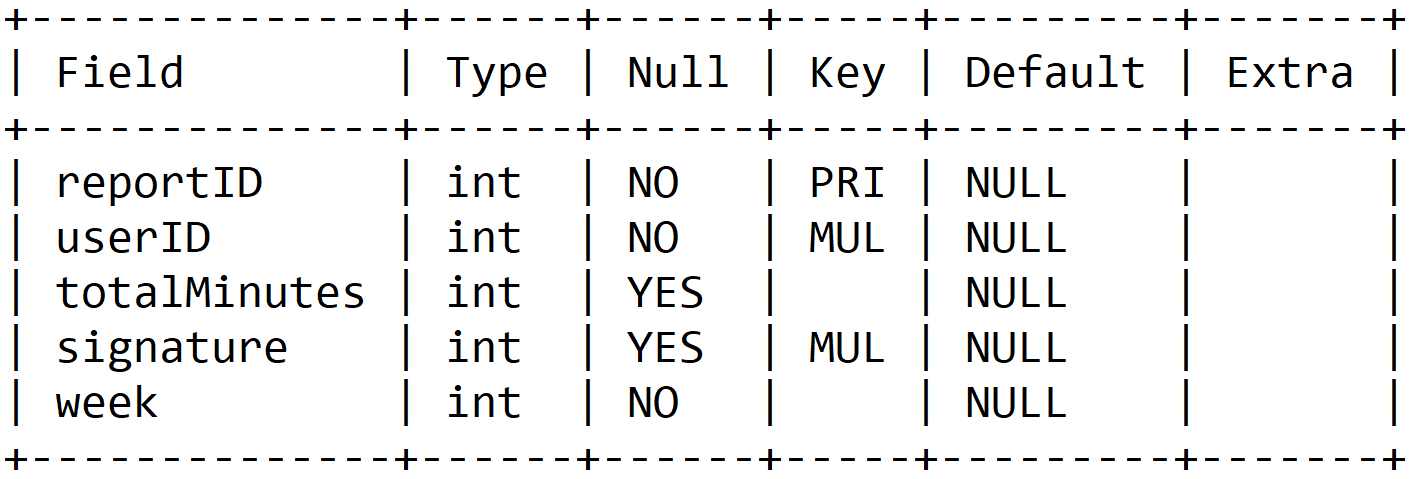 +--------------+------+------+-----+---------+-------+
| Field        | Type | Null | Key | Default | Extra |
+--------------+------+------+-----+---------+-------+
| reportID     | int  | NO   | PRI | NULL    |       |
| userID       | int  | NO   | MUL | NULL    |       |
| totalMinutes | int  | YES  |     | NULL    |       |
| signature    | int  | YES  | MUL | NULL    |       |
| week         | int  | NO   |     | NULL    |       |
+--------------+------+------+-----+---------+-------+